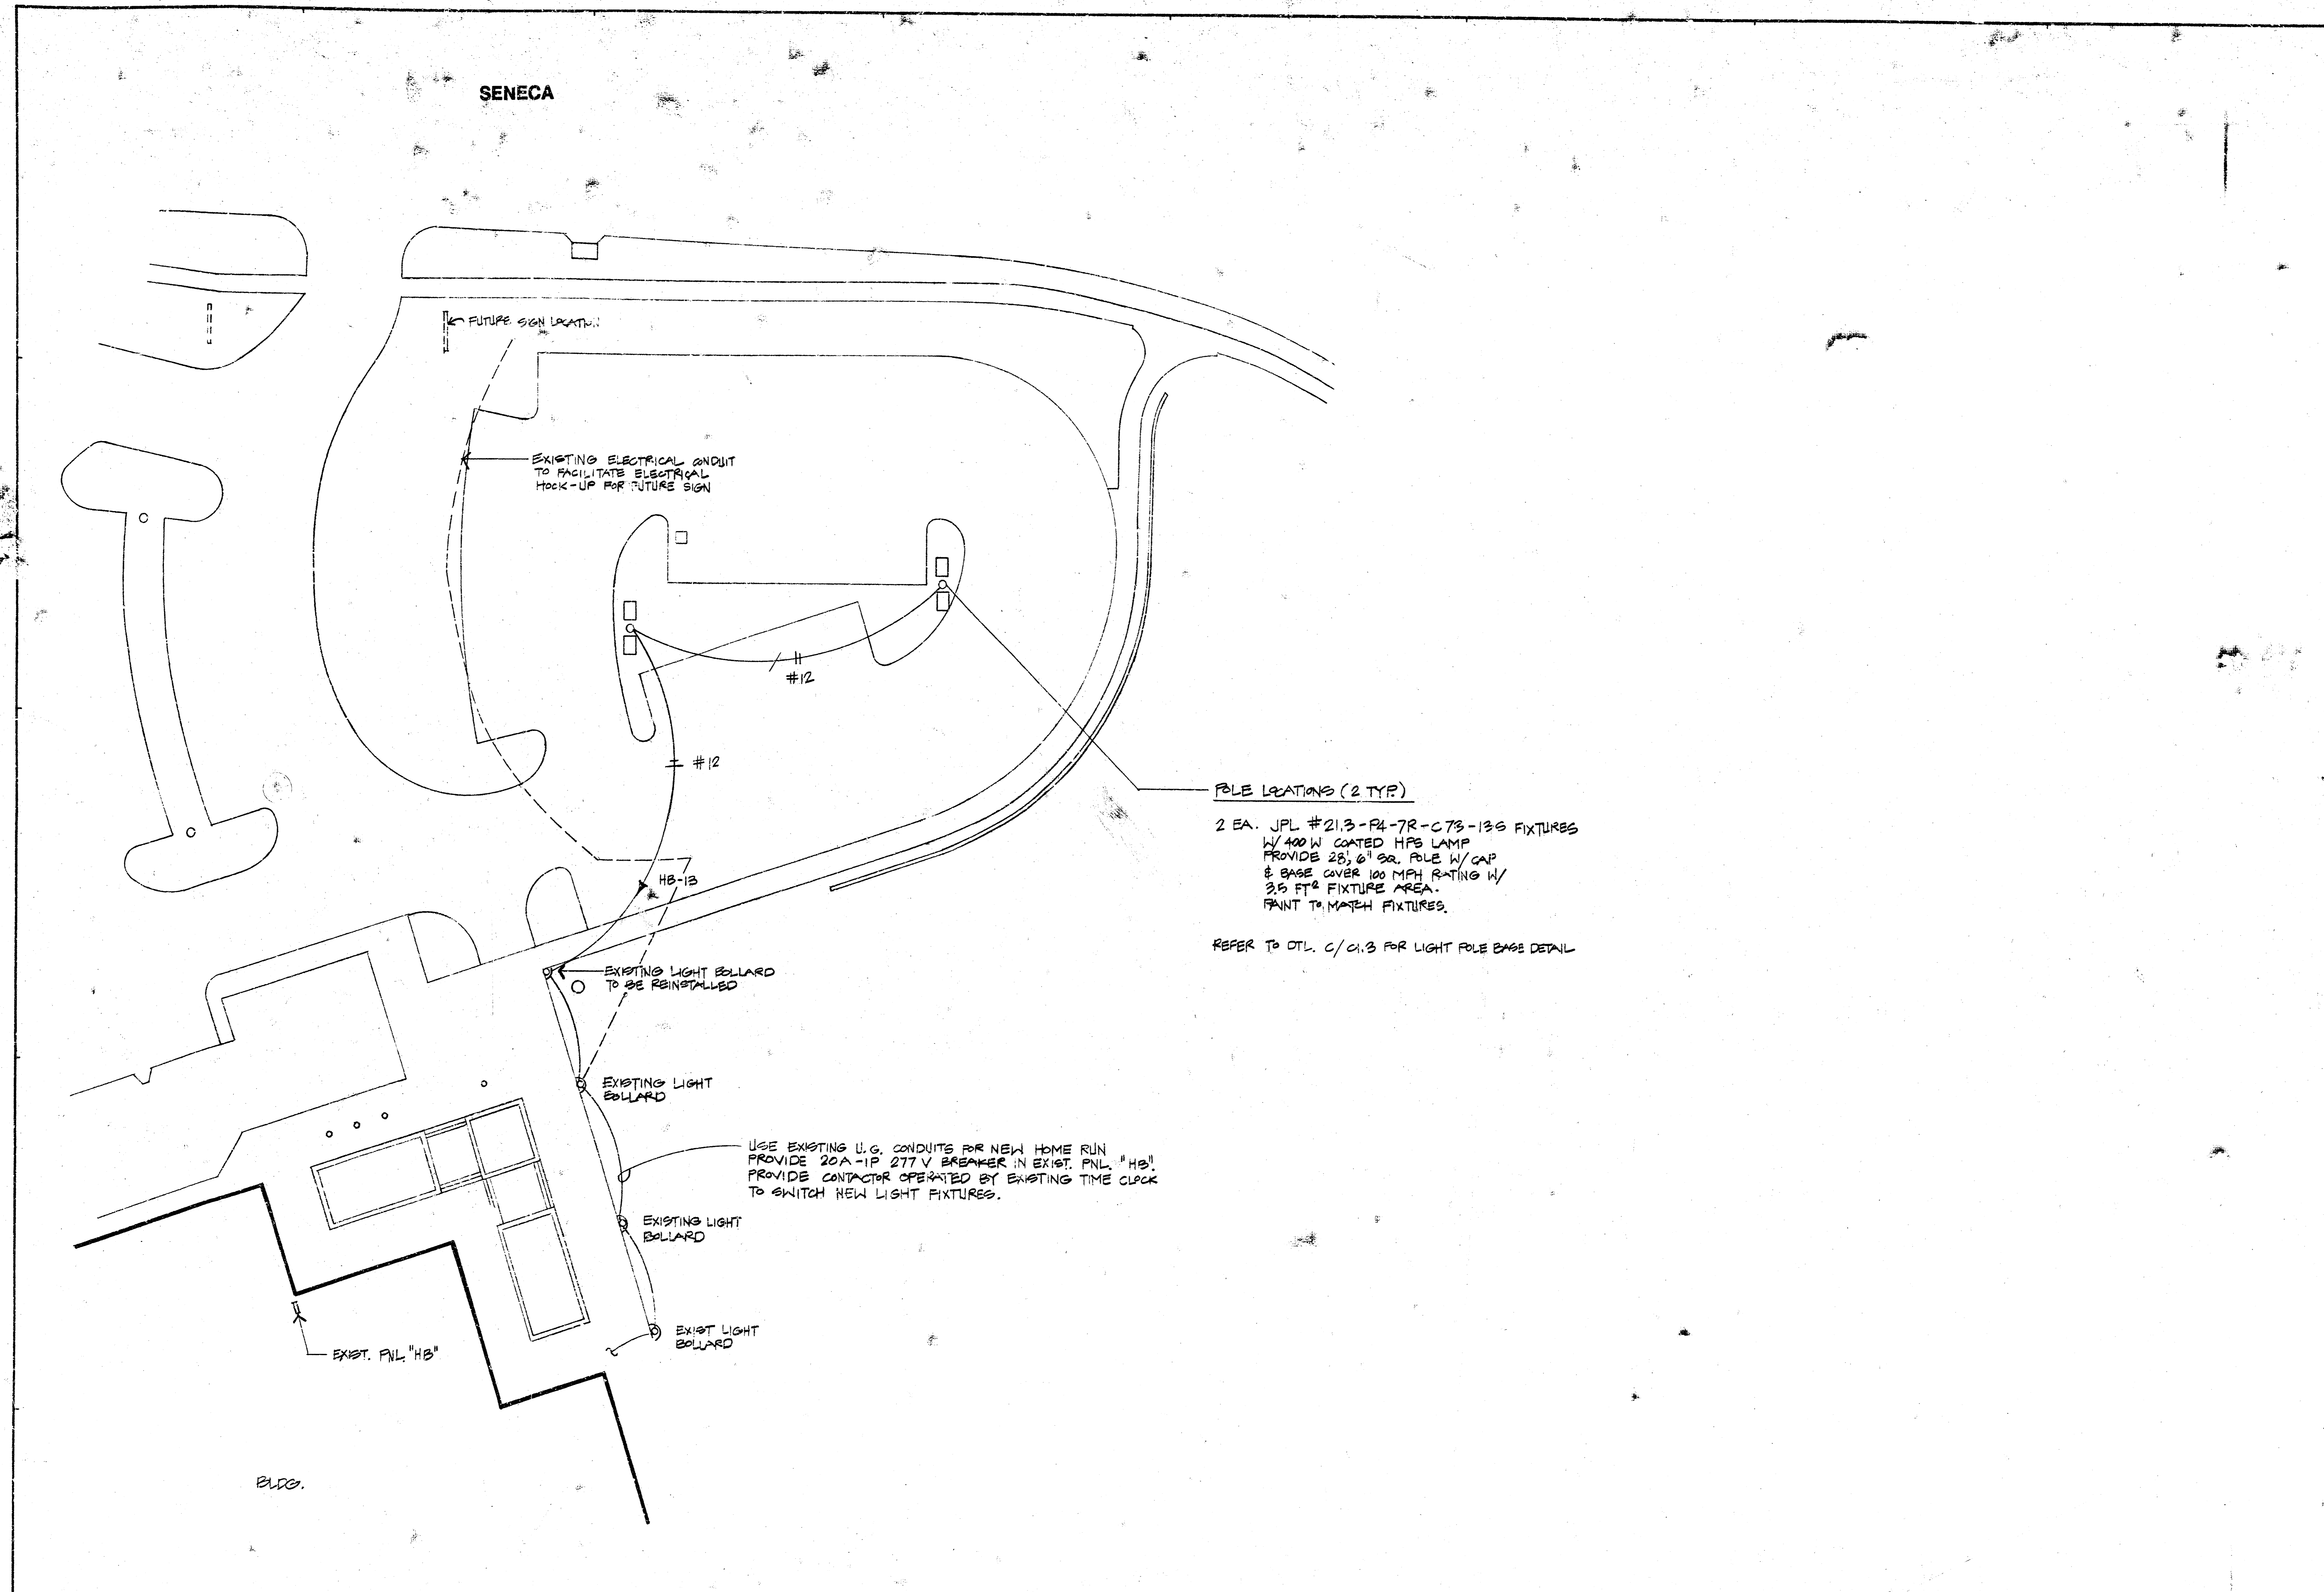 SENECA
FUTURE SIGN LOCATION
EXISTING ELECTRICAL CONDUIT
TO FACILITATE ELECTRICAL
HOCK-UP FOR FUTURE SIGN
#12
#12
HB-13
POLE LOCATIONS (2 TYP.)
2 EA. JPL #21.3-P4-7R-C73-13S FIXTURES
W/ 400 W COATED HPS LAMP
PROVIDE 28', 6" SQ. POLE W/ CAP
& BASE COVER 100 MPH RATING W/
3.5 FT² FIXTURE AREA.
PAINT TO MATCH FIXTURES.
REFER TO DTL. C/C1.3 FOR LIGHT POLE BASE DETAIL
EXISTING LIGHT BOLLARD
TO BE REINSTALLED
EXISTING LIGHT
BOLLARD
USE EXISTING U.G. CONDUITS FOR NEW HOME RUN
PROVIDE 20A-1P 277 V BREAKER IN EXIST. PNL. "HB".
PROVIDE CONTACTOR OPERATED BY EXISTING TIME CLOCK
TO SWITCH NEW LIGHT FIXTURES.
EXISTING LIGHT
BOLLARD
EXIST LIGHT
BOLLARD
EXIST. PNL. "HB"
BLDG.